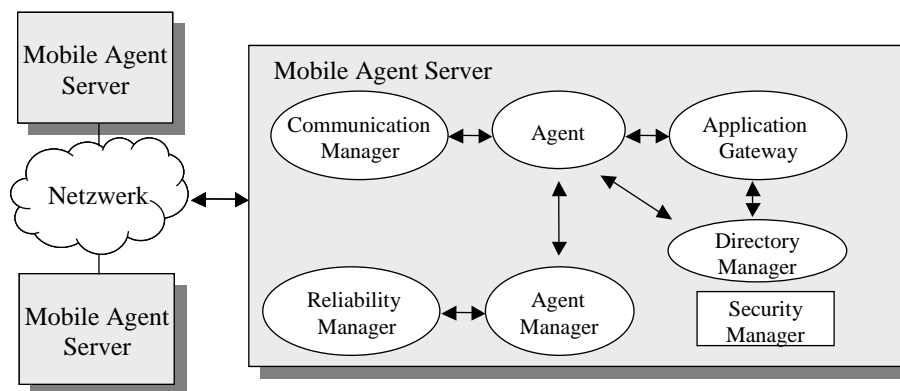 Mobile Agent
Server
Netzwerk
Mobile Agent
Server
Mobile Agent Server
Communication
Manager
Agent
Application
Gateway
Directory
Manager
Reliability
Manager
Agent
Manager
Security
Manager